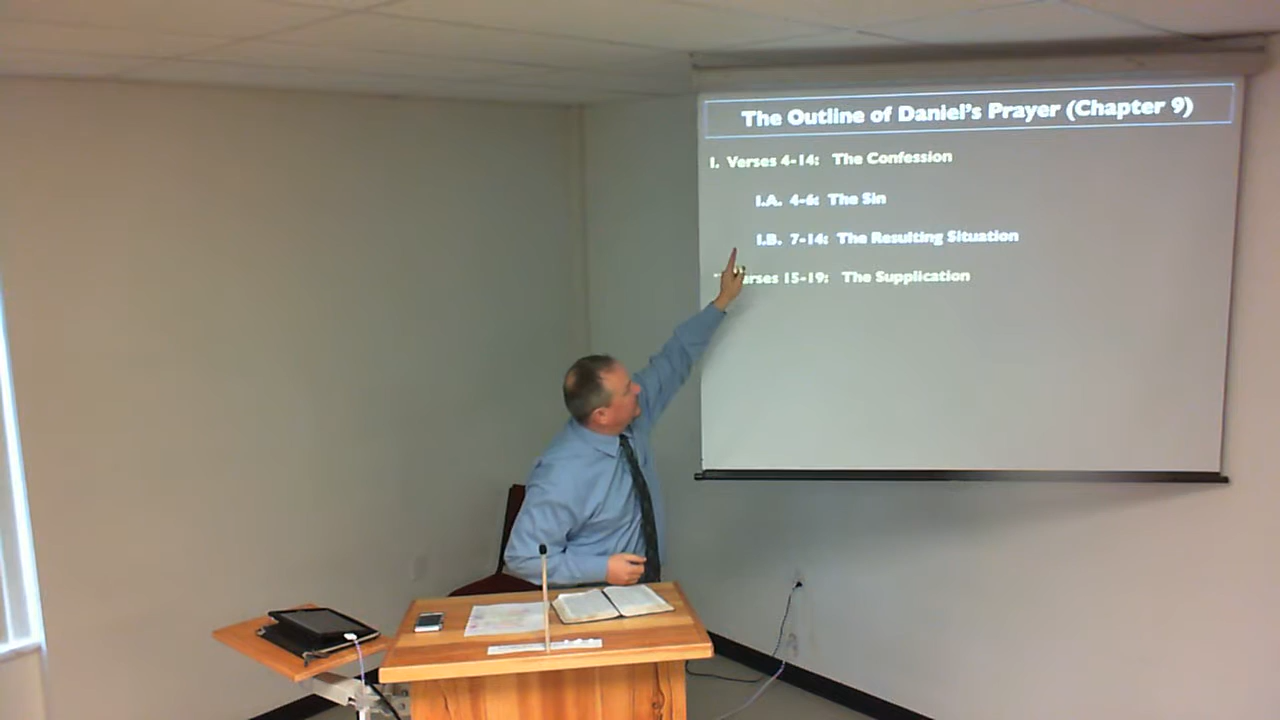 The Outline of Daniel's Prayer (Chapter 9)
I. Verses 4-14: The Confession
I.A. 4-6: The Sin
I.B. 7-14: The Resulting Situation
15-19: The Supplication